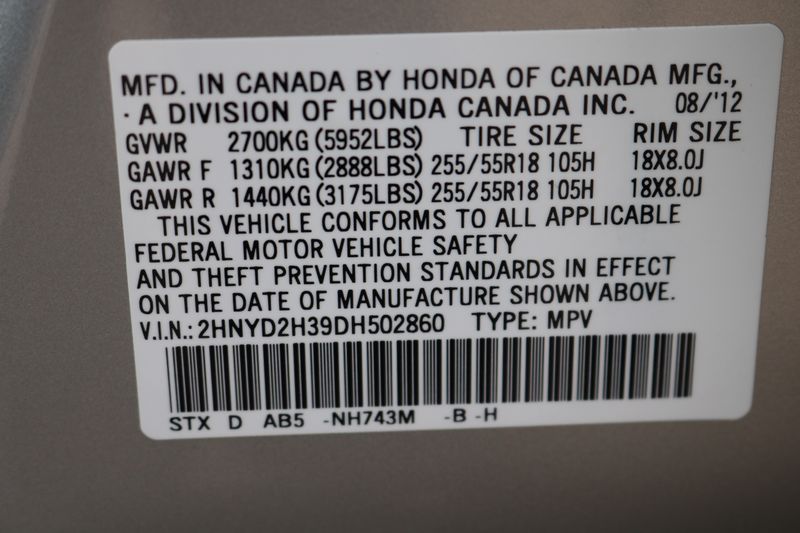 MFD. IN CANADA BY HONDA OF CANADA MFG.,
· A DIVISION OF HONDA CANADA INC. 08/'12
GVWR 2700KG (5952LBS) TIRE SIZE RIM SIZE
GAWR F 1310KG (2888LBS) 255/55R18 105H 18X8.0J
GAWR R 1440KG (3175LBS) 255/55R18 105H 18X8.0J
THIS VEHICLE CONFORMS TO ALL APPLICABLE
FEDERAL MOTOR VEHICLE SAFETY
AND THEFT PREVENTION STANDARDS IN EFFECT
ON THE DATE OF MANUFACTURE SHOWN ABOVE.
V.I.N.: 2HNYD2H39DH502860 TYPE: MPV
STX D AB5 -NH743M -B -H